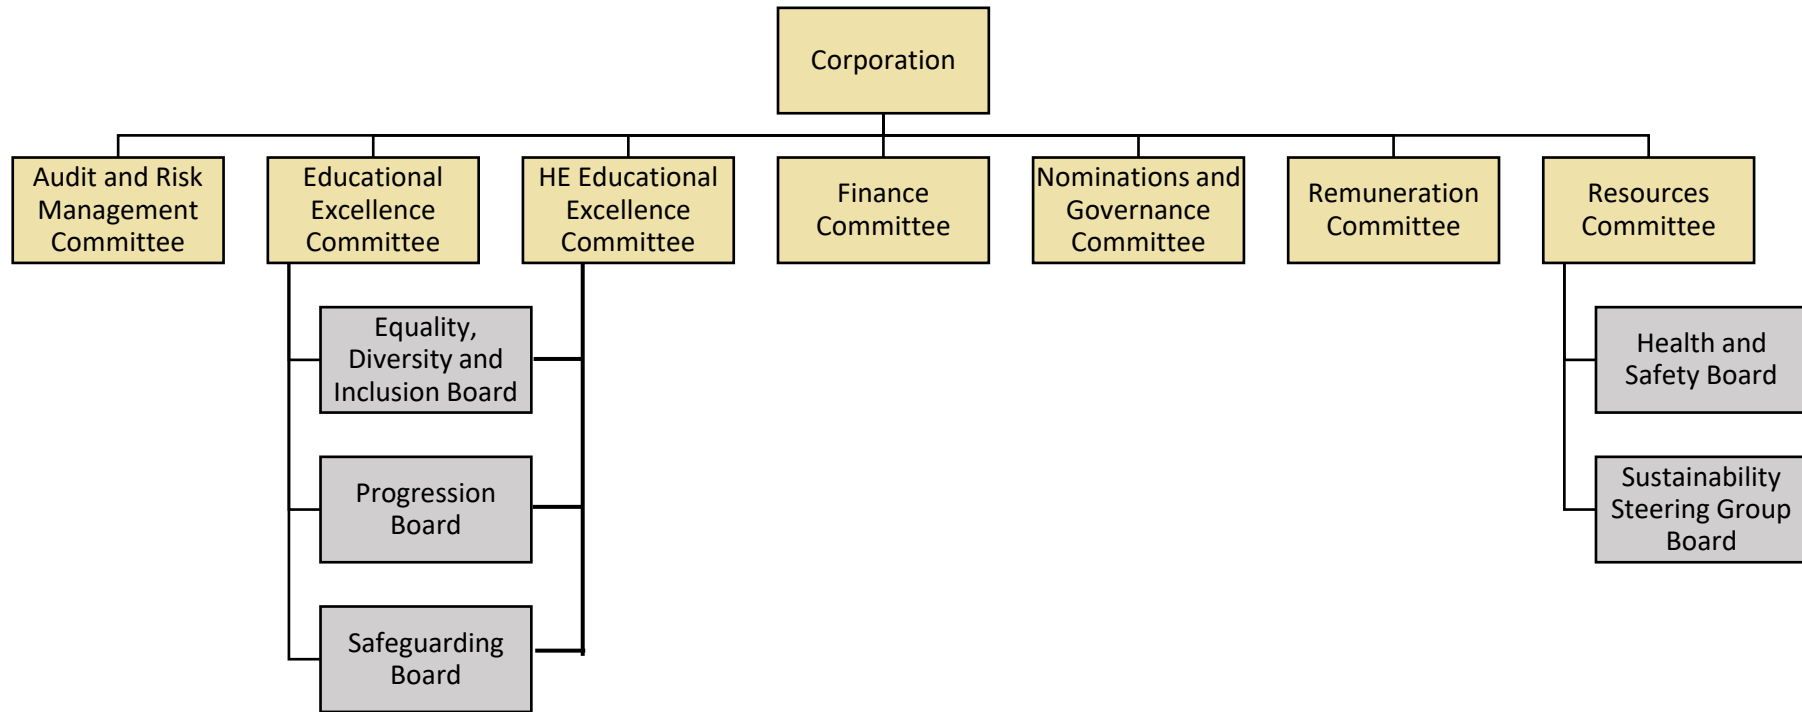 Corporation
Audit and Risk
Management
Committee
Educational
Excellence
Committee
HE Educational
Excellence
Committee
Finance
Committee
Nominations and
Governance
Committee
Remuneration
Committee
Resources
Committee
Equality,
Diversity and
Inclusion Board
Progression
Board
Safeguarding
Board
Health and
Safety Board
Sustainability
Steering Group
Board